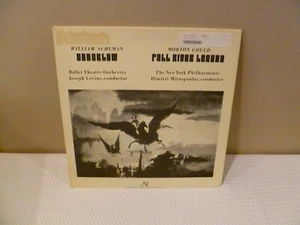 WILLIAM SCHUMAN
UNDERTOW
Ballet Theatre Orchestra
Joseph Levine, conductor
MORTON GOULD:
FALL RIVER LEGEND
The New York Philharmonic
Dimitri Mitropoulos, conductor